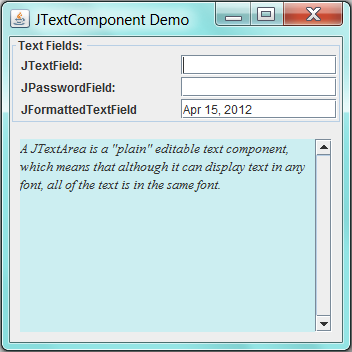 JTextComponent Demo
Text Fields:
JTextField:
JPasswordField:
JFormattedTextField Apr 15, 2012
A JTextArea is a "plain" editable text component,
which means that although it can display text in any
font, all of the text is in the same font.